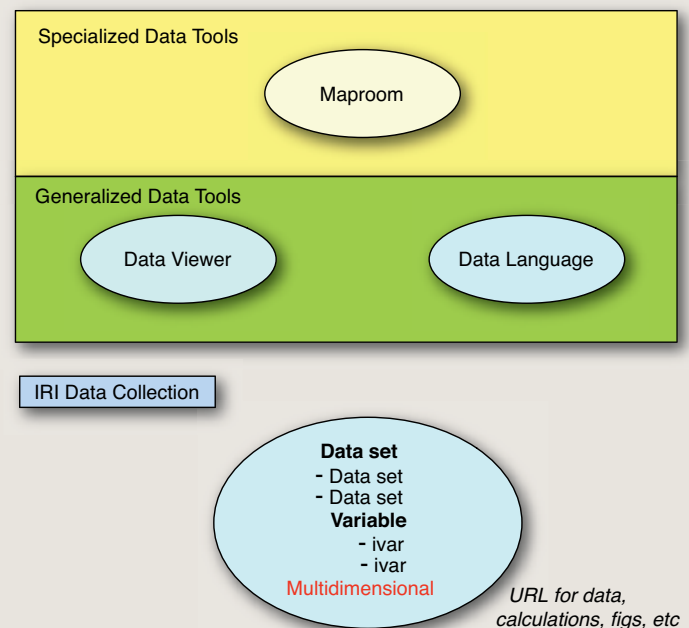 Specialized Data Tools
Maproom
Generalized Data Tools
Data Viewer
Data Language
IRI Data Collection
Data set
- Data set
- Data set
Variable
- ivar
- ivar
Multidimensional
URL for data,
calculations, figs, etc